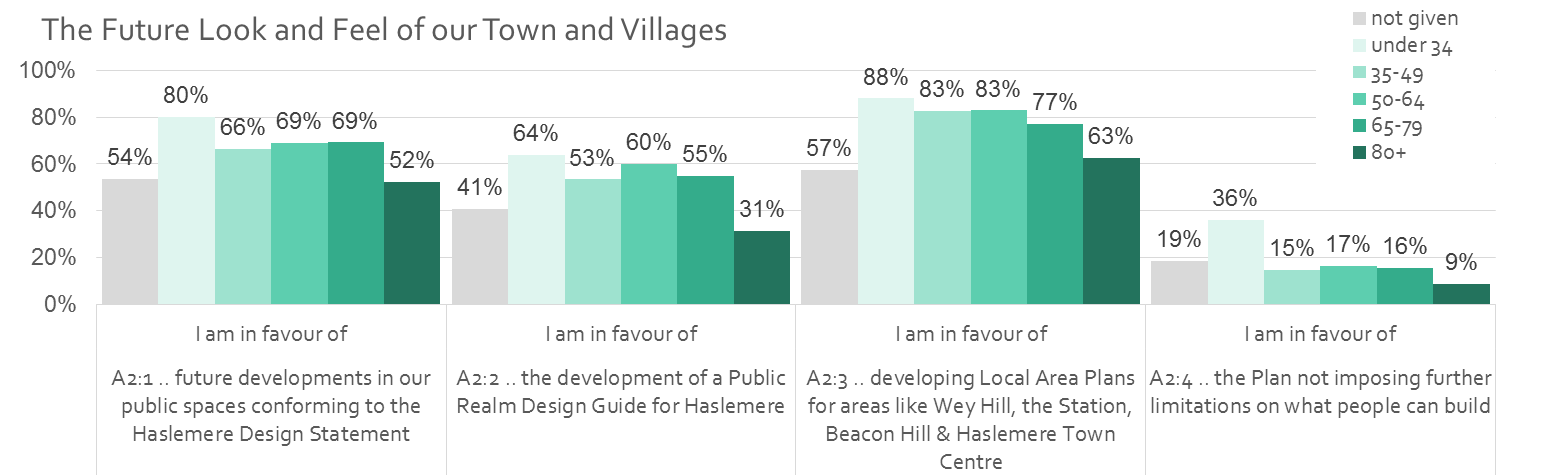 The Future Look and Feel of our Town and Villages
not given
under 34
35-49
50-64
65-79
80+
100%
80%
60%
40%
20%
0%
54%
80%
66%
69%
69%
52%
41%
64%
53%
60%
55%
31%
57%
88%
83%
83%
77%
63%
19%
36%
15%
17%
16%
9%
I am in favour of
A2:1 .. future developments in our
public spaces conforming to the
Haslemere Design Statement
I am in favour of
A2:2 .. the development of a Public
Realm Design Guide for Haslemere
I am in favour of
A2:3 .. developing Local Area Plans
for areas like Wey Hill, the Station,
Beacon Hill & Haslemere Town
Centre
I am in favour of
A2:4 .. the Plan not imposing further
limitations on what people can build